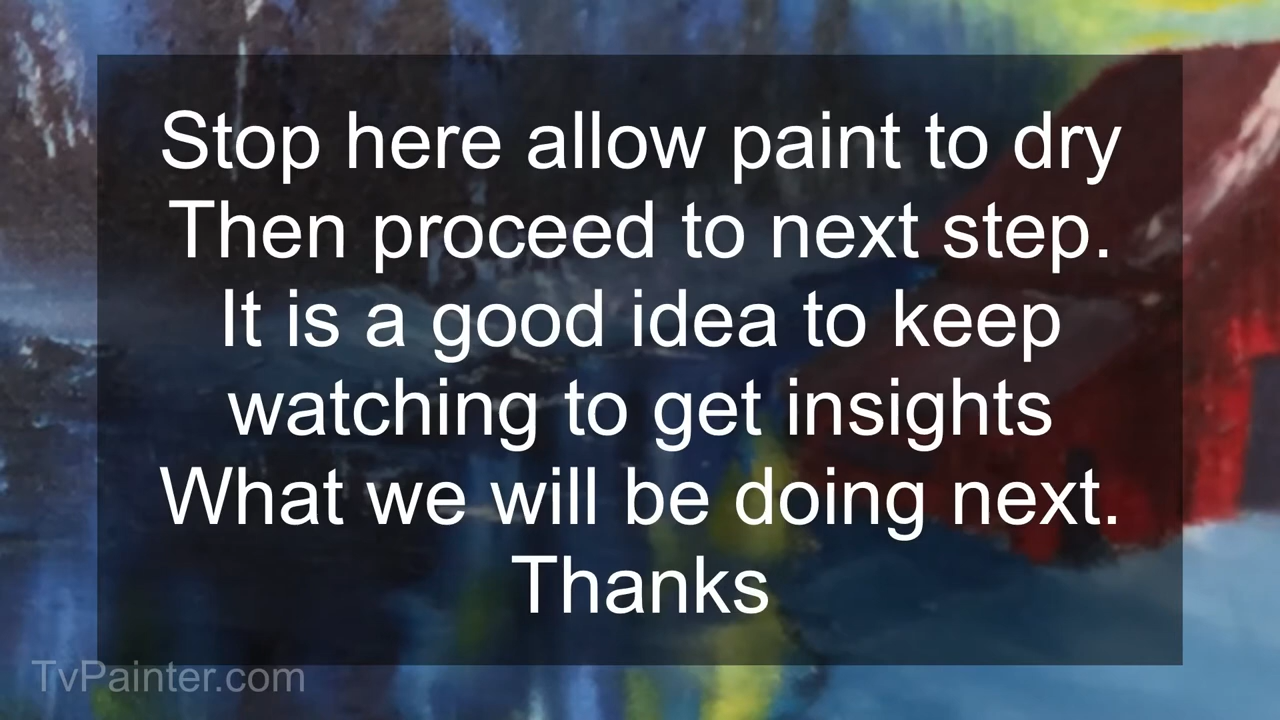 Stop here allow paint to dry
Then proceed to next step.
It is a good idea to keep
watching to get insights
What we will be doing next.
Thanks
TvPainter.com